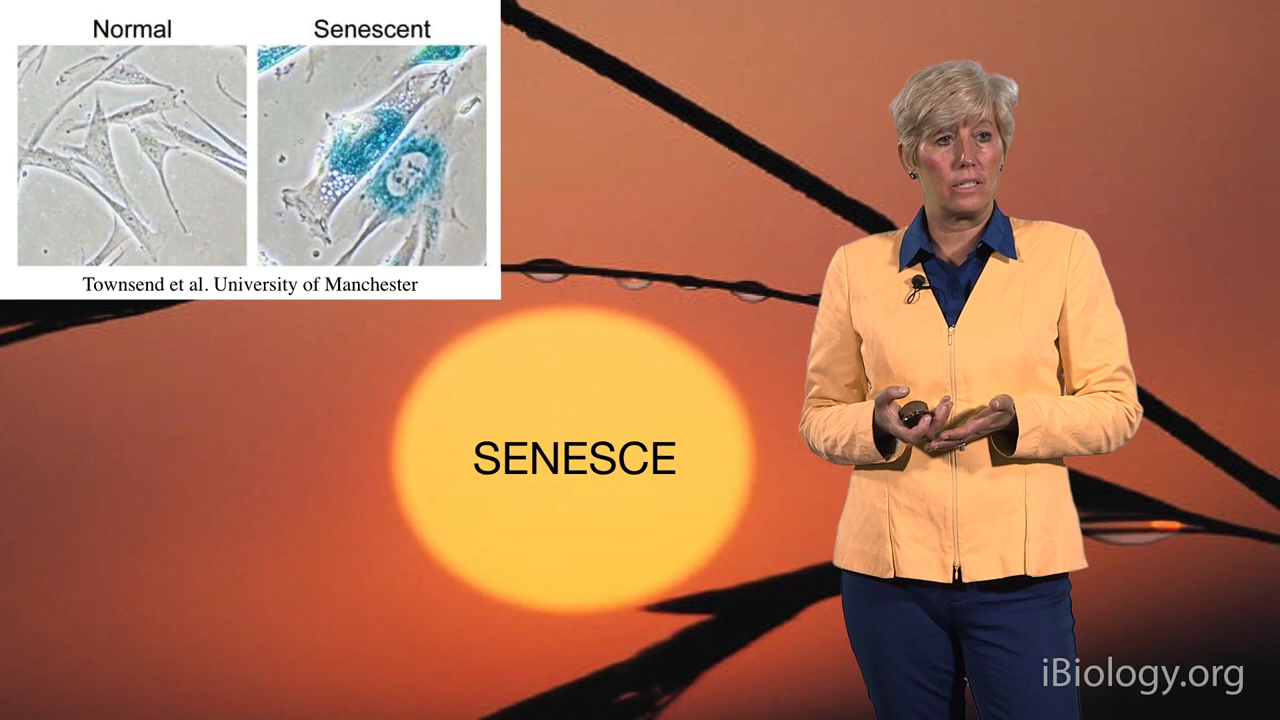 Normal
Senescent
Townsend et al. University of Manchester
SENESCE
iBiology.org